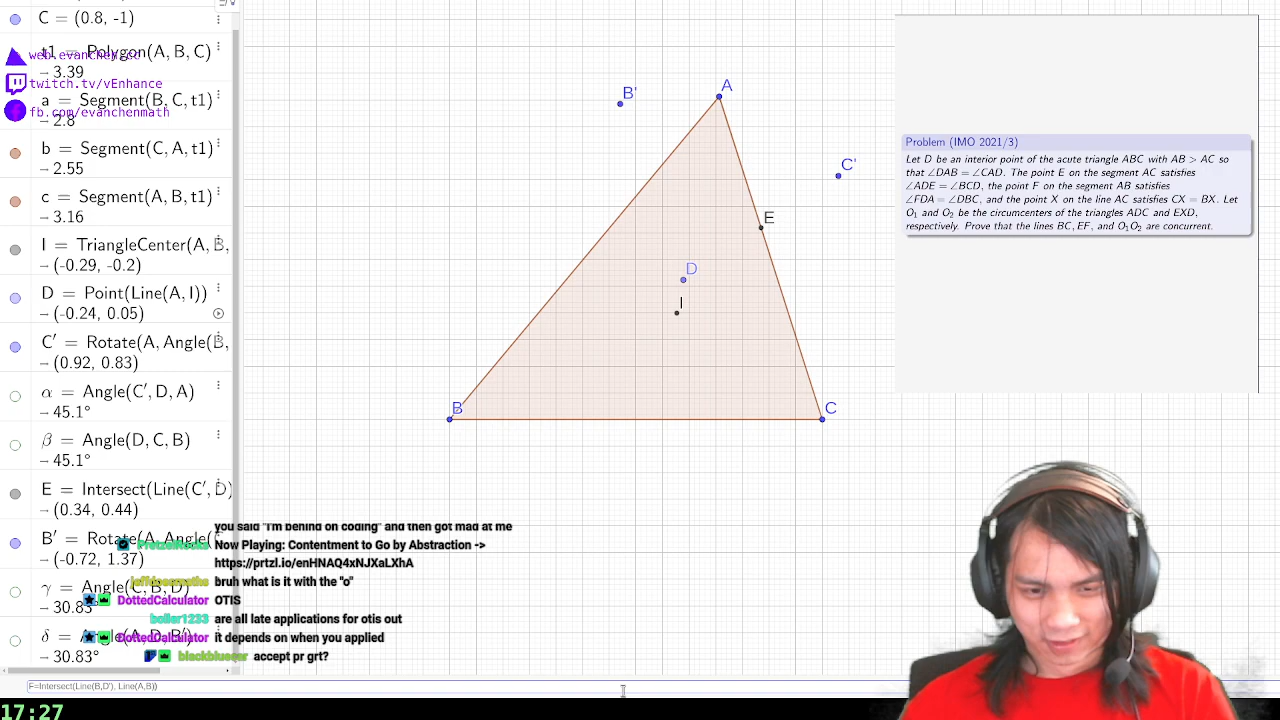 C = (0.8, -1)
t1 = Polygon(A, B, C)
→ 3.39
web.evanchen.cc
twitch.tv/vEnhance
a = Segment(B, C, t1)
→ 2.8
fb.com/evanchenmath
b = Segment(C, A, t1)
→ 2.55
c = Segment(A, B, t1)
→ 3.16
I = TriangleCenter(A, B,
→ (-0.29, -0.2)
D = Point(Line(A, I))
→ (-0.24, 0.05)
C′ = Rotate(A, Angle(B,
→ (0.92, 0.83)
α = Angle(C′, D, A)
→ 45.1°
β = Angle(D, C, B)
→ 45.1°
E = Intersect(Line(C′, D)
→ (0.34, 0.44)
B′ = Rotate(A, Angle(
→ (-0.72, 1.37)
γ = Angle(C, B, D)
→ 30.83°
δ = Angle(A, D, B′)
→ 30.83°
F=Intersect(Line(B,D'), Line(A,B))
17:27
B'
A
C'
E
D
I
B
C
Problem (IMO 2021/3)
Let D be an interior point of the acute triangle ABC with AB > AC so
that ∠DAB = ∠CAD. The point E on the segment AC satisfies
∠ADE = ∠BCD, the point F on the segment AB satisfies
∠FDA = ∠DBC, and the point X on the line AC satisfies CX = BX. Let
O₁ and O₂ be the circumcenters of the triangles ADC and EXD,
respectively. Prove that the lines BC, EF, and O₁O₂ are concurrent.
you said "I'm behind on coding" and then got mad at me
PretzelRocks Now Playing: Contentment to Go by Abstraction ->
https://prtzl.io/enHNAQ4xNJXaLXhA
bruh what is it with the "o"
DottedCalculator OTIS
boiler1233 are all late applications for otis out
DottedCalculator it depends on when you applied
accept pr grt?